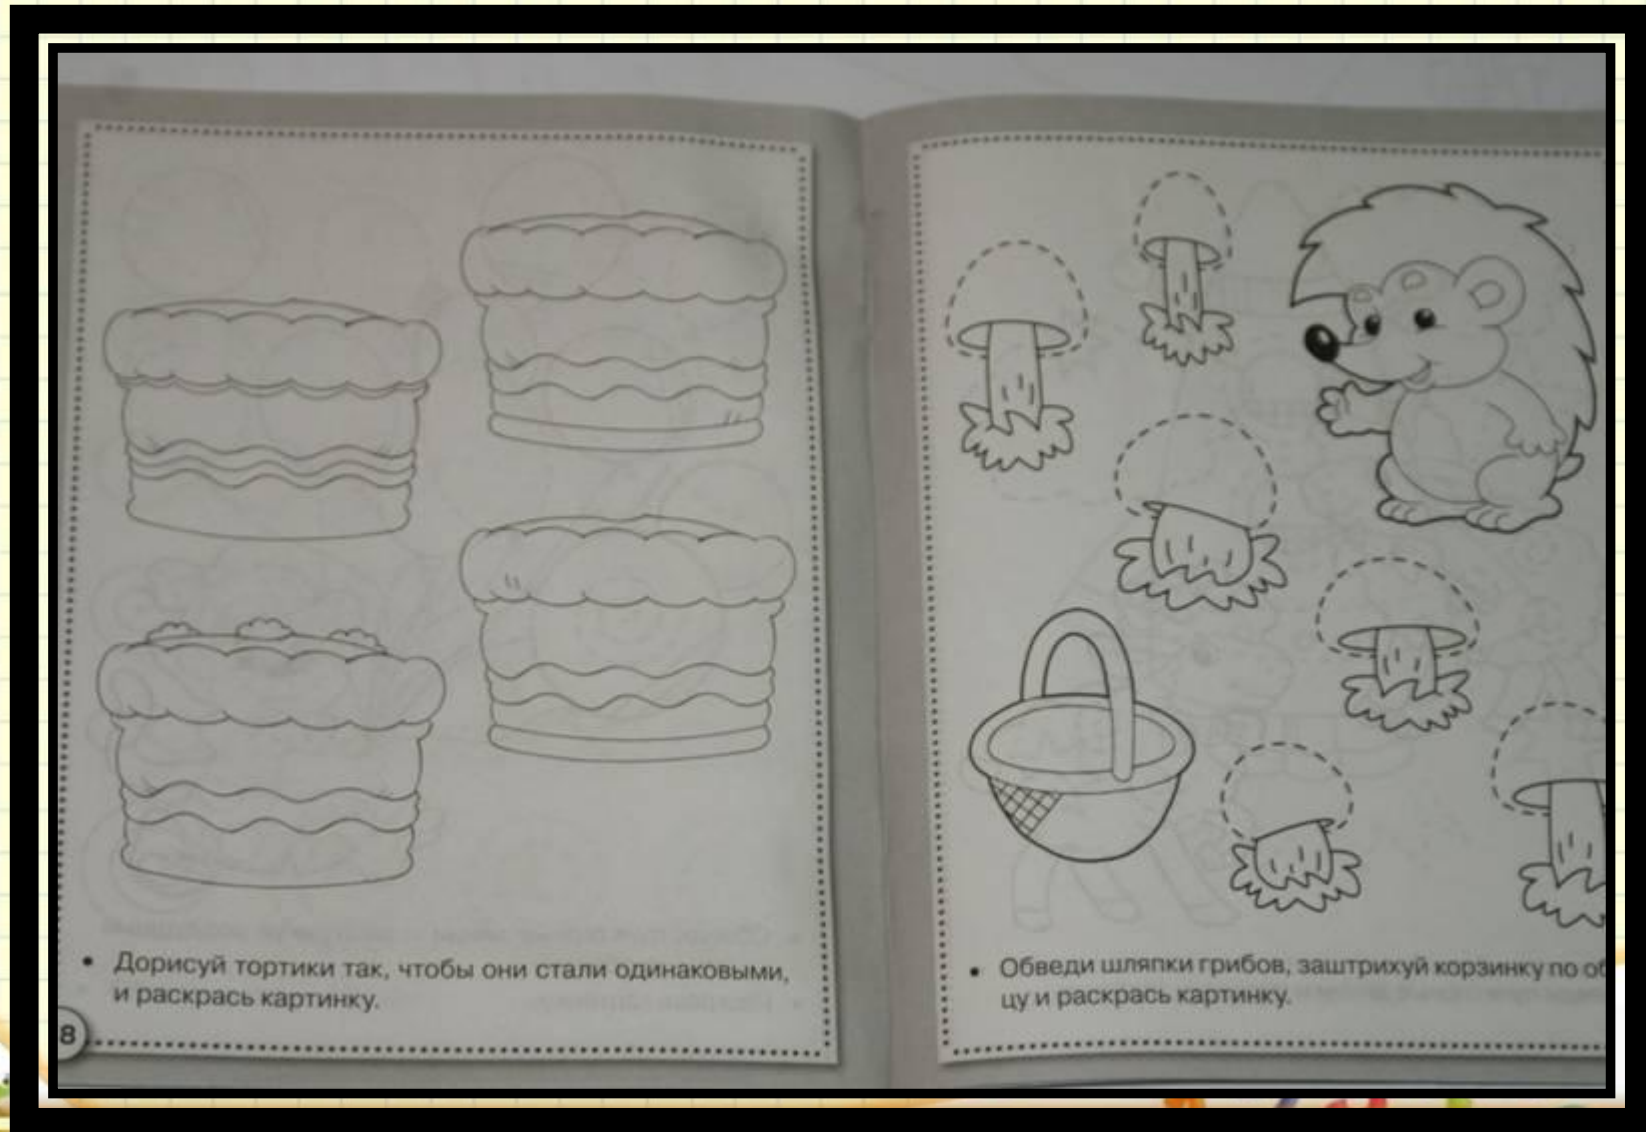 Дорисуй тортики так, чтобы они стали одинаковыми,
и раскрась картинку.
8
Обведи шляпки грибов, заштрихуй корзинку по об
цу и раскрась картинку.